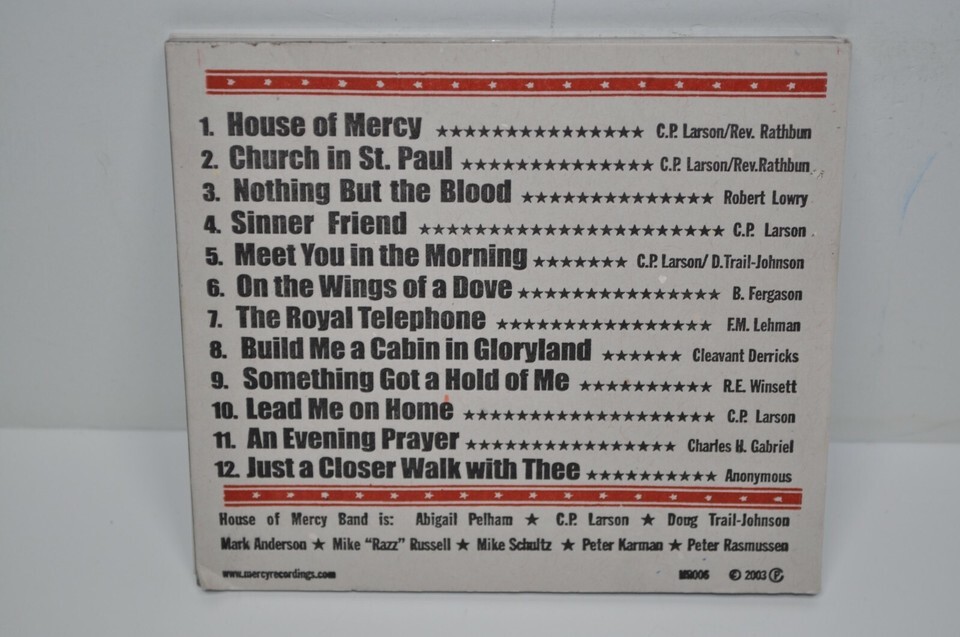 1. House of Mercy ★★★★★★★★★★★★★★★★ C.P. Larson/Rev. Rathbun
2. Church in St. Paul ★★★★★★★★★★★★★★★ C.P. Larson/Rev.Rathbun
3. Nothing But the Blood ★★★★★★★★★★★★★★★ Robert Lowry
4. Sinner Friend ★★★★★★★★★★★★★★★★★★★★★★★ C.P. Larson
5. Meet You in the Morning ★★★★★★★ C.P. Larson/ D.Trail-Johnson
6. On the Wings of a Dove ★★★★★★★★★★★★★★★ B. Fergason
7. The Royal Telephone ★★★★★★★★★★★★★★★★ F.M. Lehman
8. Build Me a Cabin in Gloryland ★★★★★★ Cleavant Derricks
9. Something Got a Hold of Me ★★★★★★★★★★ R.E. Winsett
10. Lead Me on Home ★★★★★★★★★★★★★★★★★★★ C.P. Larson
11. An Evening Prayer ★★★★★★★★★★★★★★★★ Charles H. Gabriel
12. Just a Closer Walk with Thee ★★★★★★★★★★ Anonymous
House of Mercy Band is: Abigail Pelham ★ C.P. Larson ★ Doug Trail-Johnson
Mark Anderson ★ Mike "Razz" Russell ★ Mike Schultz ★ Peter Karman ★ Peter Rasmussen
www.mercyrecordings.com MR006 © 2003 ℗